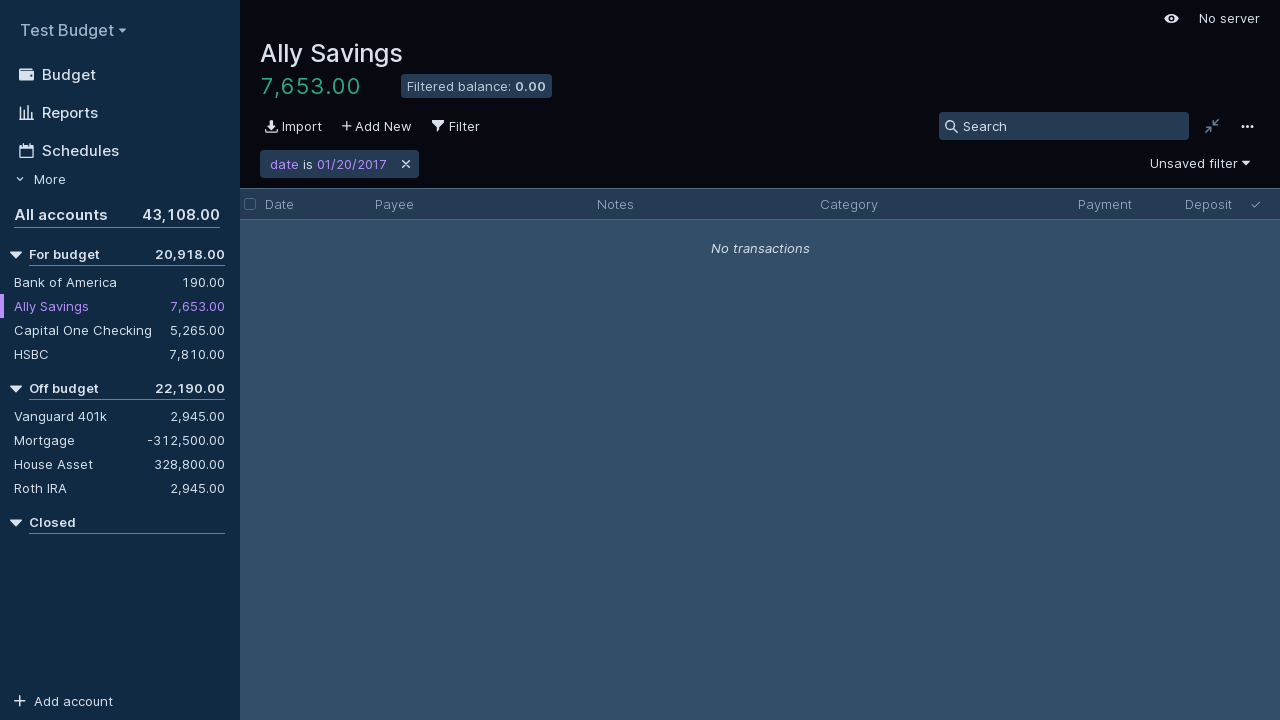 Test Budget
Budget
Reports
Schedules
More
All accounts 43,108.00
For budget 20,918.00
Bank of America 190.00
Ally Savings 7,653.00
Capital One Checking 5,265.00
HSBC 7,810.00
Off budget 22,190.00
Vanguard 401k 2,945.00
Mortgage -312,500.00
House Asset 328,800.00
Roth IRA 2,945.00
Closed
Add account
No server
Ally Savings
7,653.00 Filtered balance: 0.00
Import Add New Filter Search
date is 01/20/2017 Unsaved filter
Date Payee Notes Category Payment Deposit
No transactions